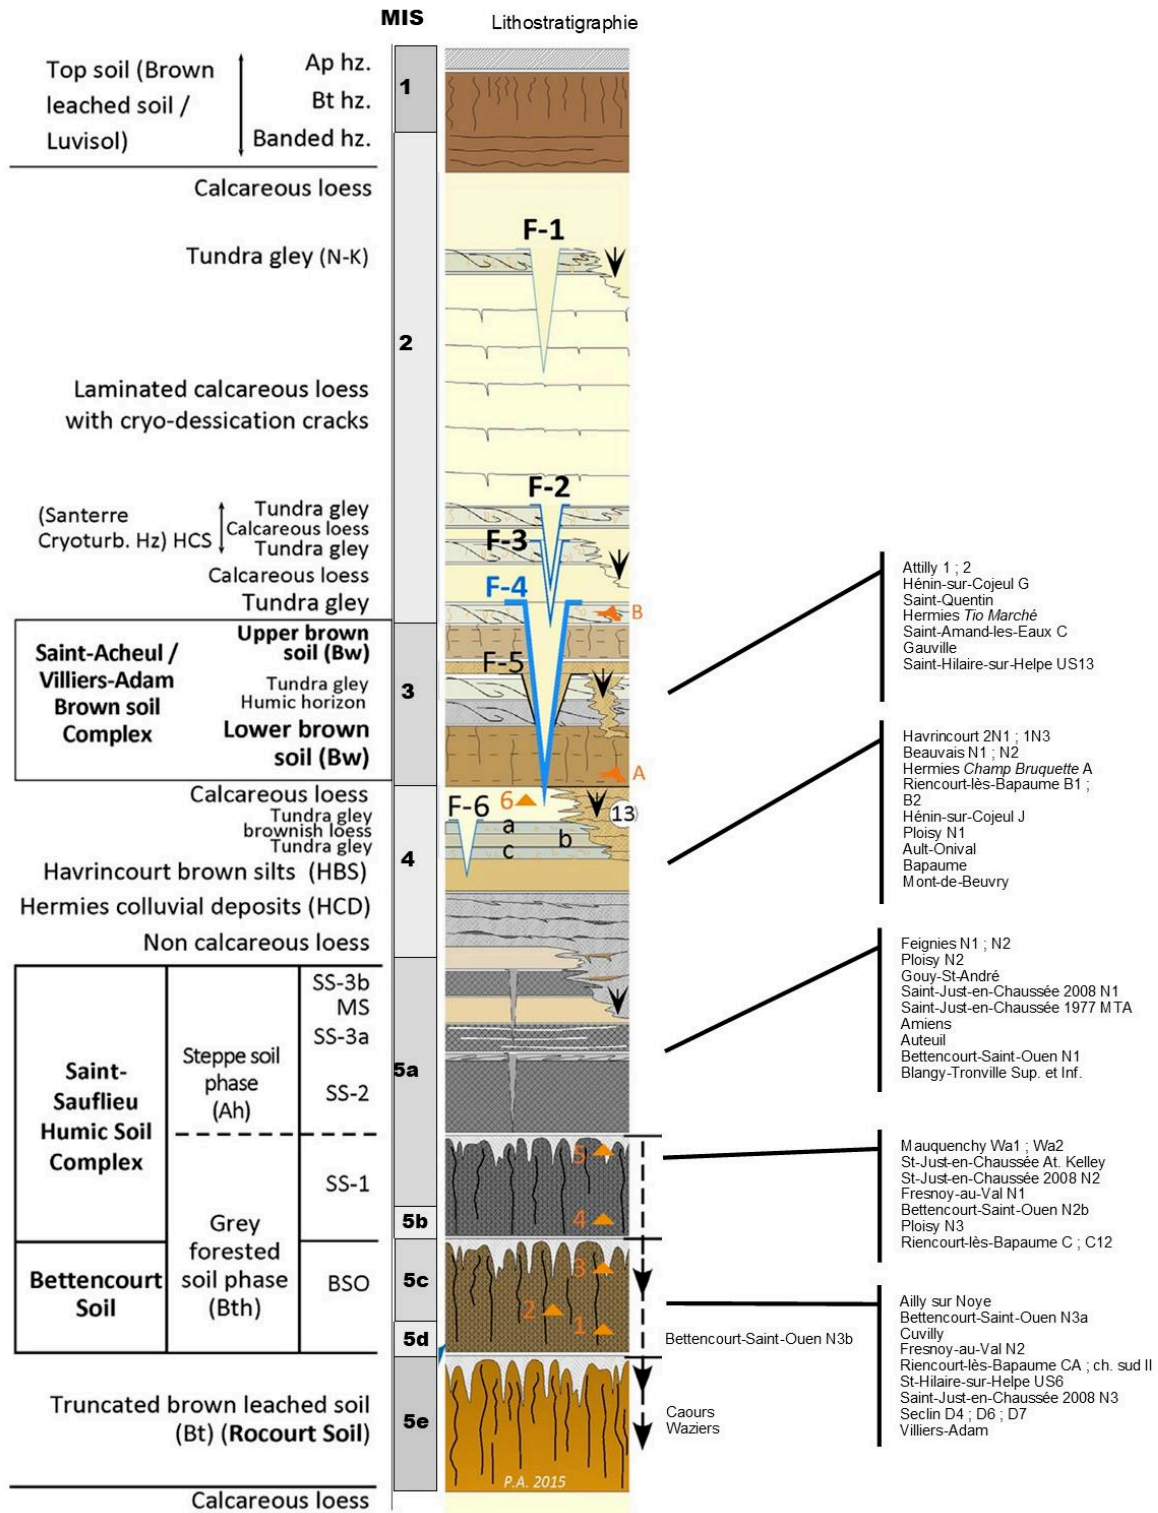 MIS
Lithostratigraphie
Top soil (Brown
leached soil /
Luvisol)
Ap hz.
Bt hz.
Banded hz.
1
Calcareous loess
F-1
Tundra gley (N-K)
2
Laminated calcareous loess
with cryo-dessication cracks
F-2
(Santerre
Cryoturb. Hz) HCS
Tundra gley
Calcareous loess
Tundra gley
F-3
Calcareous loess
F-4
Tundra gley
B
Saint-Acheul /
Villiers-Adam
Brown soil
Complex
Upper brown
soil (Bw)
F-5
Tundra gley
Humic horizon
3
Lower brown
soil (Bw)
A
Calcareous loess
6
Tundra gley
F-6
a
13
brownish loess
b
Tundra gley
c
4
Havrincourt brown silts (HBS)
Hermies colluvial deposits (HCD)
Non calcareous loess
Saint-
Sauflieu
Humic Soil
Complex
Steppe soil
phase
(Ah)
SS-3b
MS
SS-3a
SS-2
SS-1
5a
5
4
5b
Grey
forested
soil phase
(Bth)
Bettencourt
Soil
BSO
5c
3
2
1
5d
Bettencourt-Saint-Ouen N3b
Truncated brown leached soil
(Bt) (Rocourt Soil)
5e
Caours
Waziers
P.A. 2015
Calcareous loess
Attilly 1 ; 2
Hénin-sur-Cojeul G
Saint-Quentin
Hermies Tio Marché
Saint-Amand-les-Eaux C
Gauville
Saint-Hilaire-sur-Helpe US13
Havrincourt 2N1 ; 1N3
Beauvais N1 ; N2
Hermies Champ Bruquette A
Riencourt-lès-Bapaume B1 ;
B2
Hénin-sur-Cojeul J
Ploisy N1
Ault-Onival
Bapaume
Mont-de-Beuvry
Feignies N1 ; N2
Ploisy N2
Gouy-St-André
Saint-Just-en-Chaussée 2008 N1
Saint-Just-en-Chaussée 1977 MTA
Amiens
Auteuil
Bettencourt-Saint-Ouen N1
Blangy-Tronville Sup. et Inf.
Mauquenchy Wa1 ; Wa2
St-Just-en-Chaussée At. Kelley
St-Just-en-Chaussée 2008 N2
Fresnoy-au-Val N1
Bettencourt-Saint-Ouen N2b
Ploisy N3
Riencourt-lès-Bapaume C ; C12
Ailly sur Noye
Bettencourt-Saint-Ouen N3a
Cuvilly
Fresnoy-au-Val N2
Riencourt-lès-Bapaume CA ; ch. sud II
St-Hilaire-sur-Helpe US6
Saint-Just-en-Chaussée 2008 N3
Seclin D4 ; D6 ; D7
Villiers-Adam